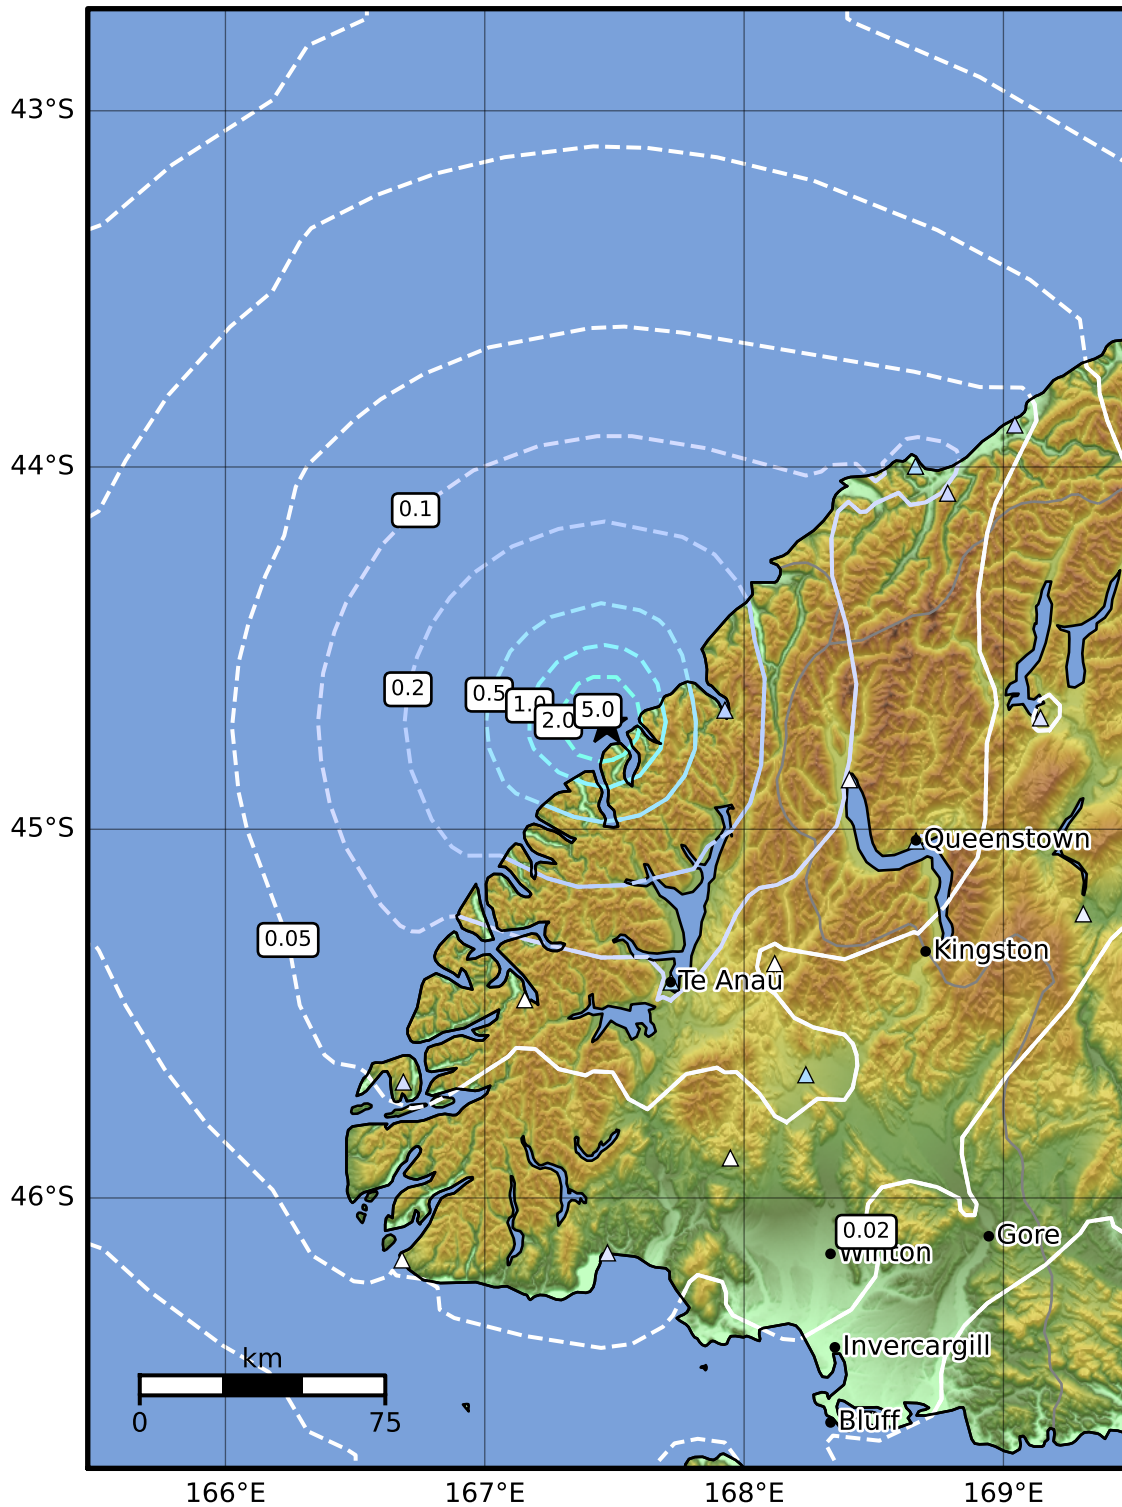 43°S
44°S
0.1
0.2
0.5
1.0
2.0
5.0
45°S
Queenstown
0.05
Kingston
Te Anau
46°S
0.02
Winton
Gore
Invercargill
km
0
75
Bluff
166°E
167°E
168°E
169°E